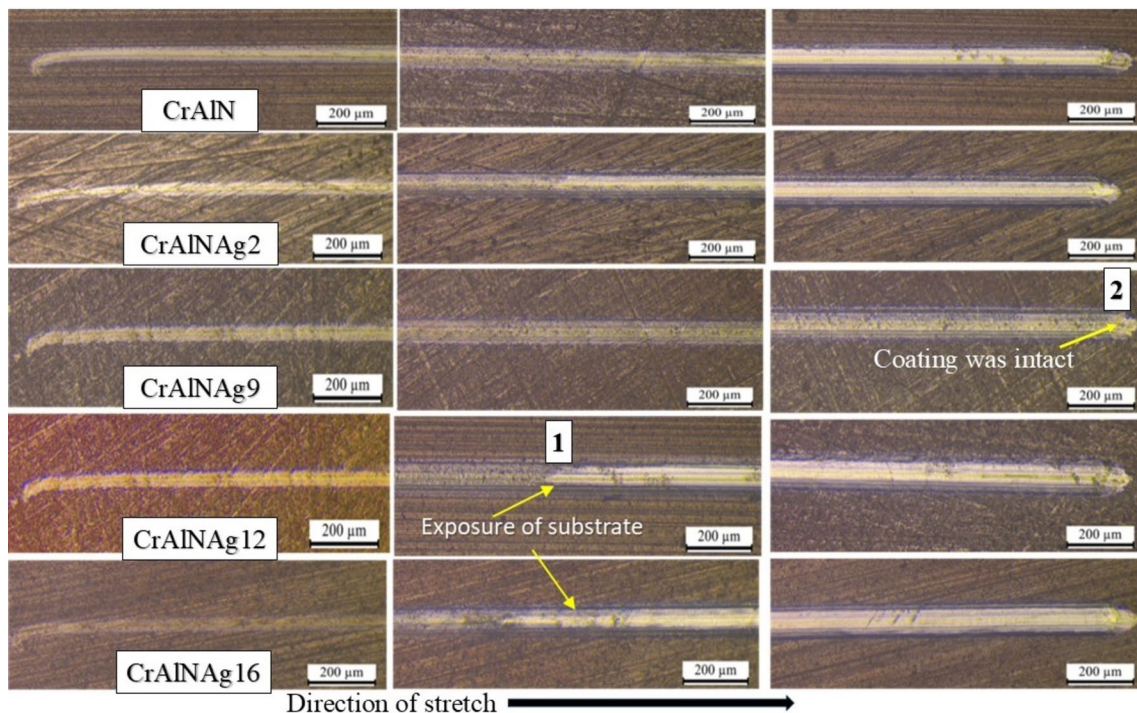 200 µm
200 µm
200 µm
CrAlN
200 µm
200 µm
200 µm
CrAlNAg2
2
Coating was intact
200 µm
200 µm
200 µm
CrAlNAg9
1
Exposure of substrate
200 µm
200 µm
200 µm
CrAlNAg12
200 µm
200 µm
200 µm
CrAlNAg16
Direction of stretch